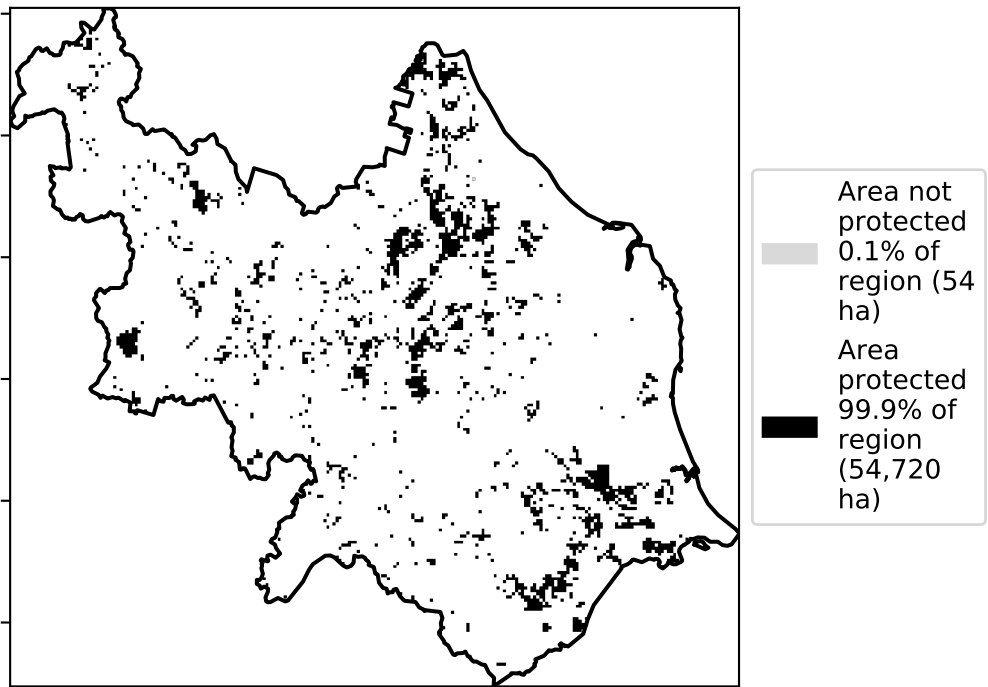 Area not
protected
0.1% of
region (54
ha)
Area
protected
99.9% of
region
(54,720
ha)